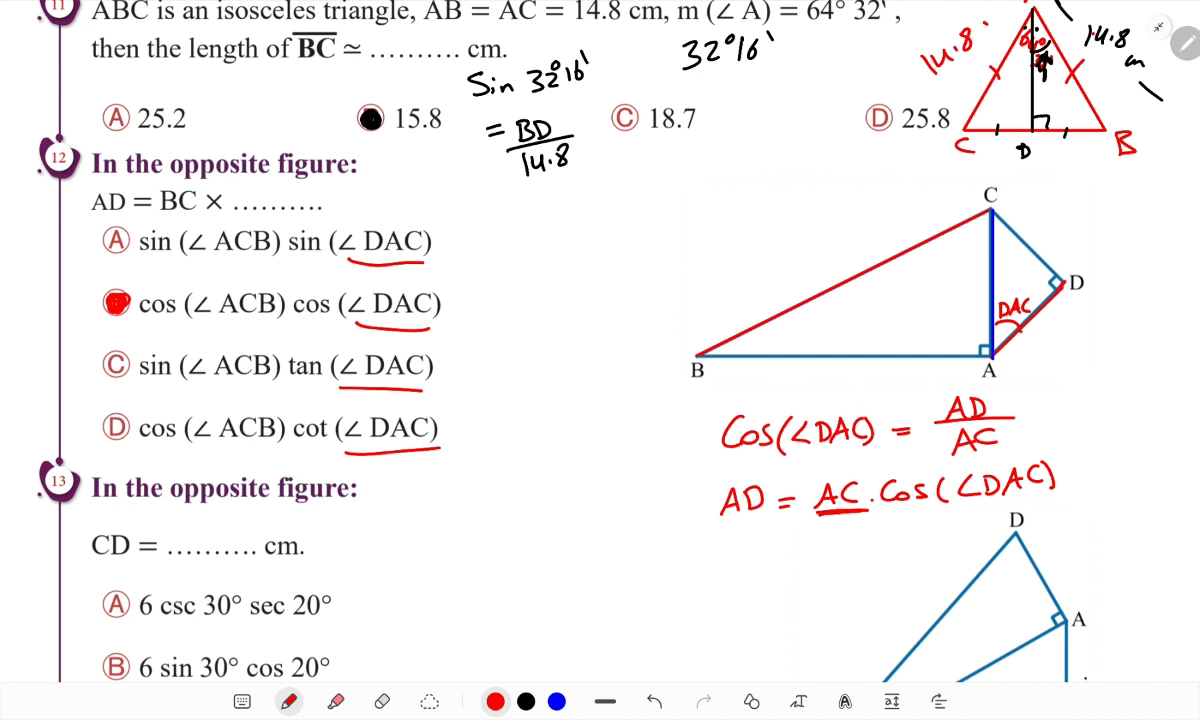 11
ABC is an isosceles triangle, AB = AC = 14.8 cm, m (∠ A) = 64° 32' ,
then the length of BC ≃ .......... cm.
Sin 32°16'
= BD
14.8
32°16'
14.8
14.8
C
D
B
A 25.2
15.8
C 18.7
D 25.8
12
In the opposite figure:
AD = BC × ..........
A sin (∠ ACB) sin (∠ DAC)
cos (∠ ACB) cos (∠ DAC)
C sin (∠ ACB) tan (∠ DAC)
D cos (∠ ACB) cot (∠ DAC)
C
D
DAC
B
A
Cos(∠DAC) = AD
AC
AD = AC . Cos(∠DAC)
13
In the opposite figure:
CD = .......... cm.
A 6 csc 30° sec 20°
B 6 sin 30° cos 20°
D
A